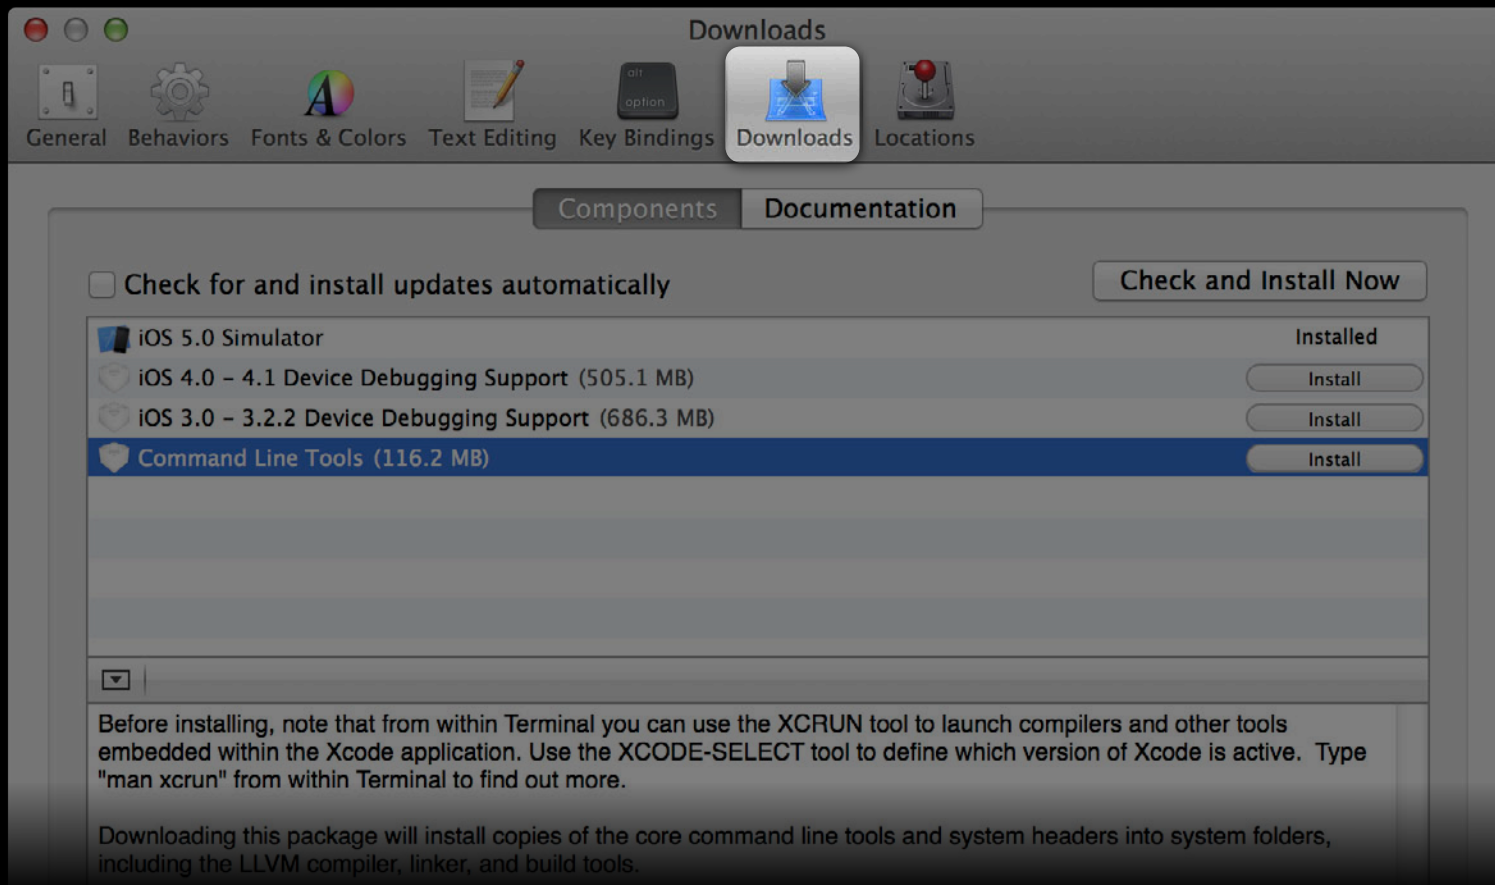 Downloads
alt
option
General Behaviors Fonts & Colors Text Editing Key Bindings Downloads Locations
Components Documentation
Check for and install updates automatically Check and Install Now
iOS 5.0 Simulator Installed
iOS 4.0 – 4.1 Device Debugging Support (505.1 MB) Install
iOS 3.0 – 3.2.2 Device Debugging Support (686.3 MB) Install
Command Line Tools (116.2 MB) Install
Before installing, note that from within Terminal you can use the XCRUN tool to launch compilers and other tools
embedded within the Xcode application. Use the XCODE-SELECT tool to define which version of Xcode is active.  Type
"man xcrun" from within Terminal to find out more.
Downloading this package will install copies of the core command line tools and system headers into system folders,
including the LLVM compiler, linker, and build tools.